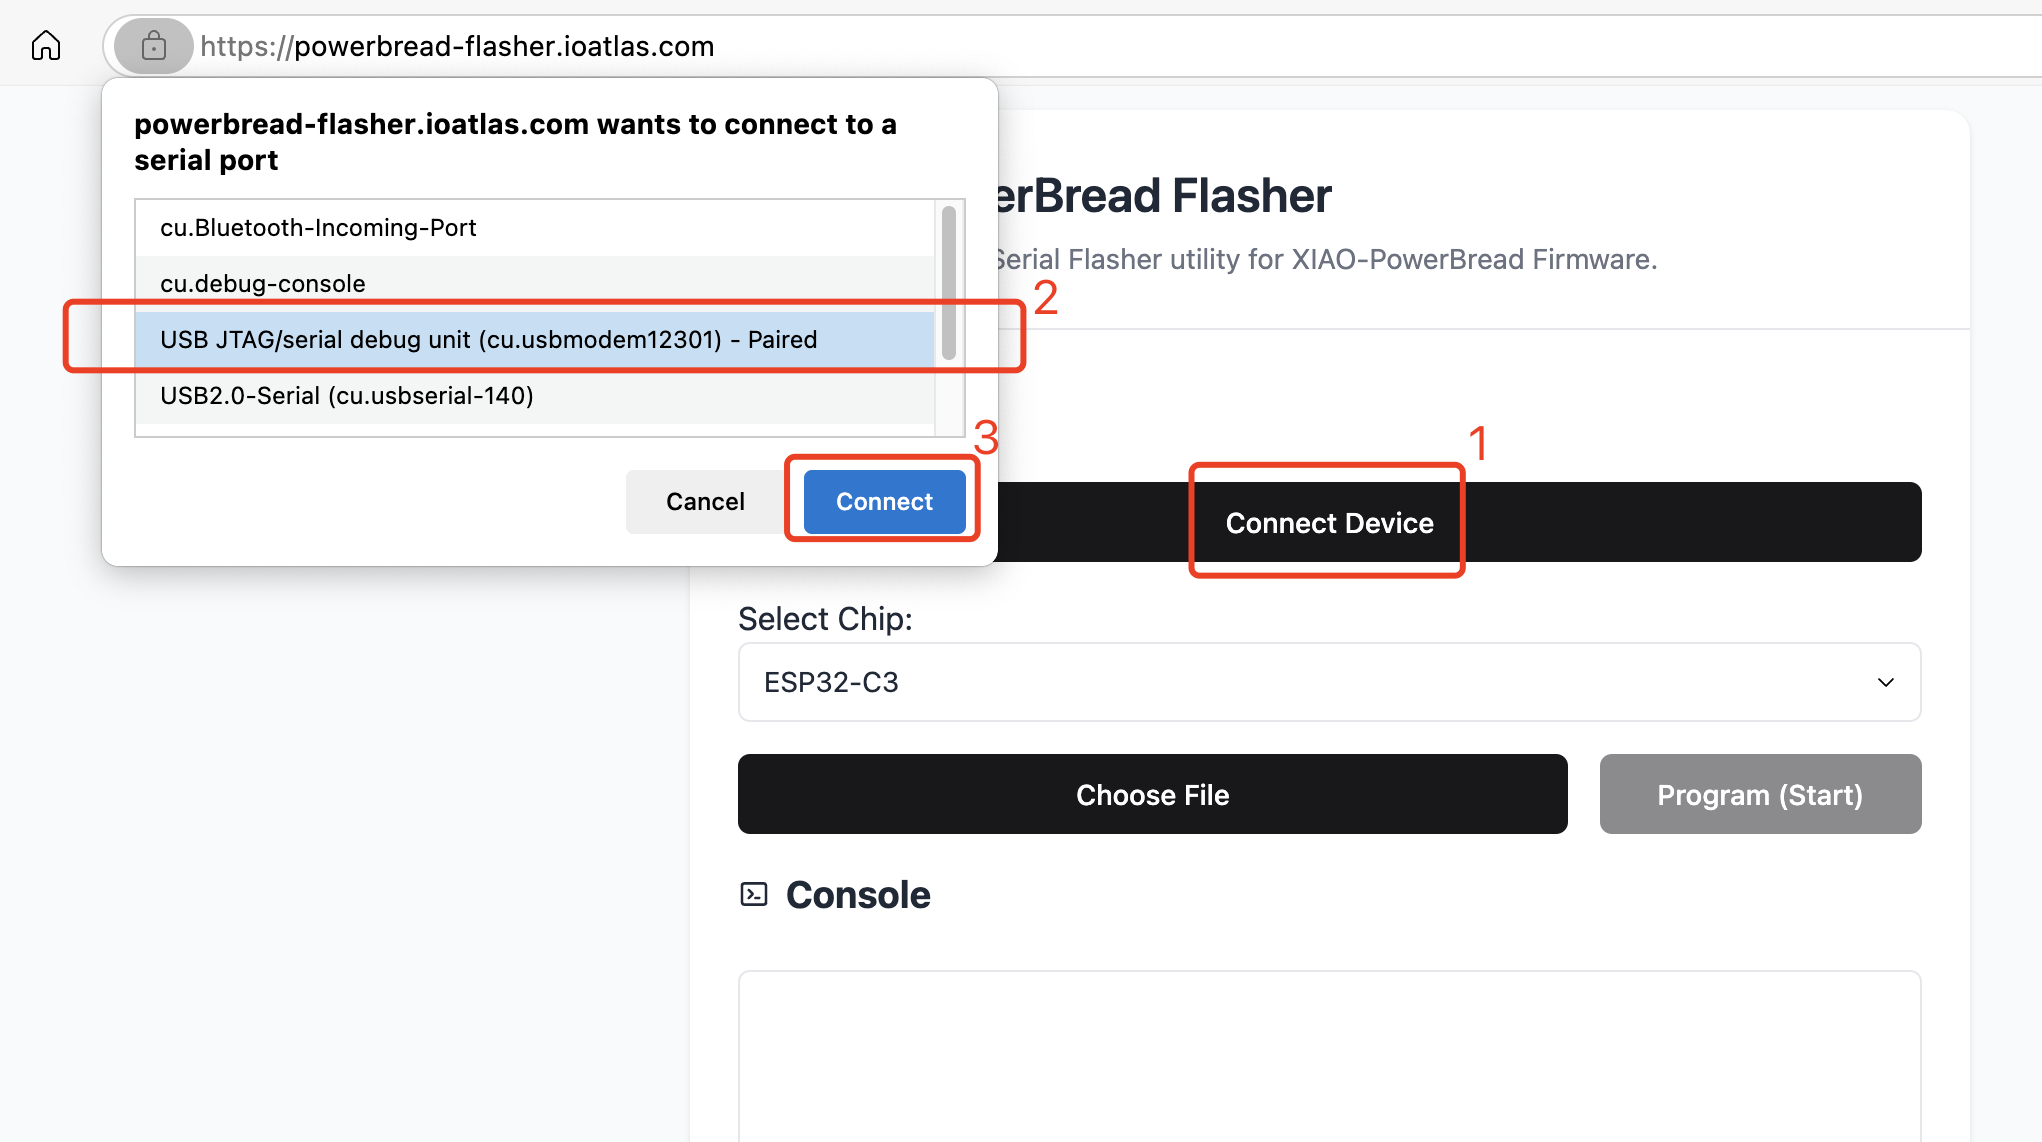 https://powerbread-flasher.ioatlas.com
powerbread-flasher.ioatlas.com wants to connect to a
serial port
cu.Bluetooth-Incoming-Port
cu.debug-console
USB JTAG/serial debug unit (cu.usbmodem12301) - Paired
2
USB2.0-Serial (cu.usbserial-140)
3
Cancel
Connect
erBread Flasher
Serial Flasher utility for XIAO-PowerBread Firmware.
1
Connect Device
Select Chip:
ESP32-C3
Choose File
Program (Start)
Console